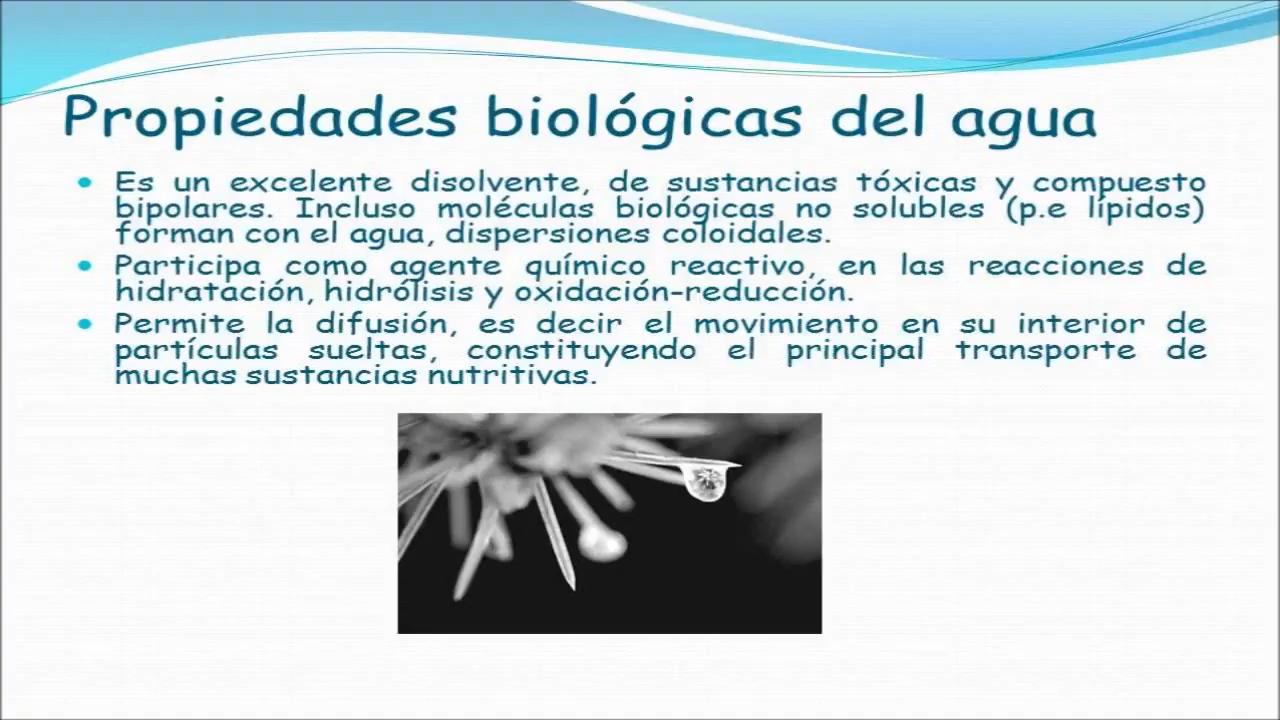 Propiedades biológicas del agua
• Es un excelente disolvente, de sustancias tóxicas y compuesto
bipolares. Incluso moléculas biológicas no solubles (p.e lípidos)
forman con el agua, dispersiones coloidales.
• Participa como agente químico reactivo, en las reacciones de
hidratación, hidrólisis y oxidación-reducción.
• Permite la difusión, es decir el movimiento en su interior de
partículas sueltas, constituyendo el principal transporte de
muchas sustancias nutritivas.